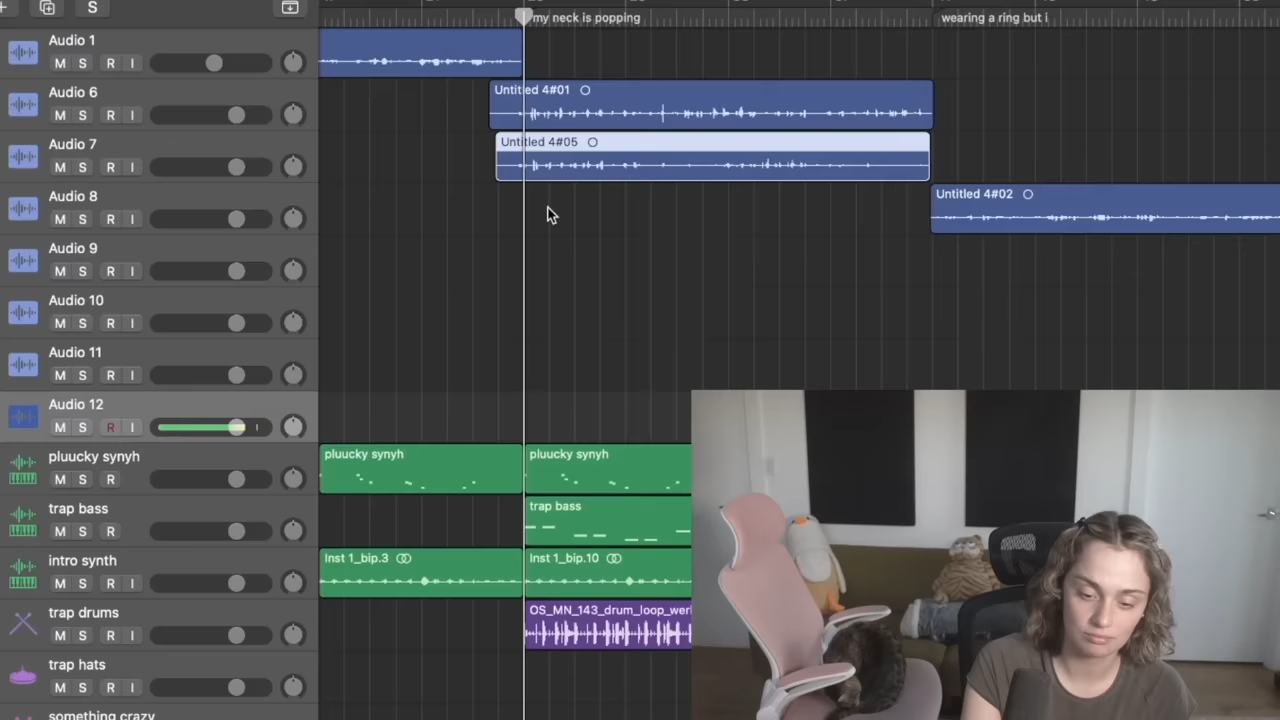 S
my neck is popping
wearing a ring but i
Audio 1
M S R I
Audio 6
M S R I
Untitled 4#01
Audio 7
M S R I
Untitled 4#05
Audio 8
M S R I
Untitled 4#02
Audio 9
M S R I
Audio 10
M S R I
Audio 11
M S R I
Audio 12
M S R I
pluucky synyh
M S R
pluucky synyh
pluucky synyh
trap bass
M S R
trap bass
intro synth
M S R I
Inst 1_bip.3
Inst 1_bip.10
trap drums
M S R I
OS_MN_143_drum_loop_werl
trap hats
M S R I
something crazy